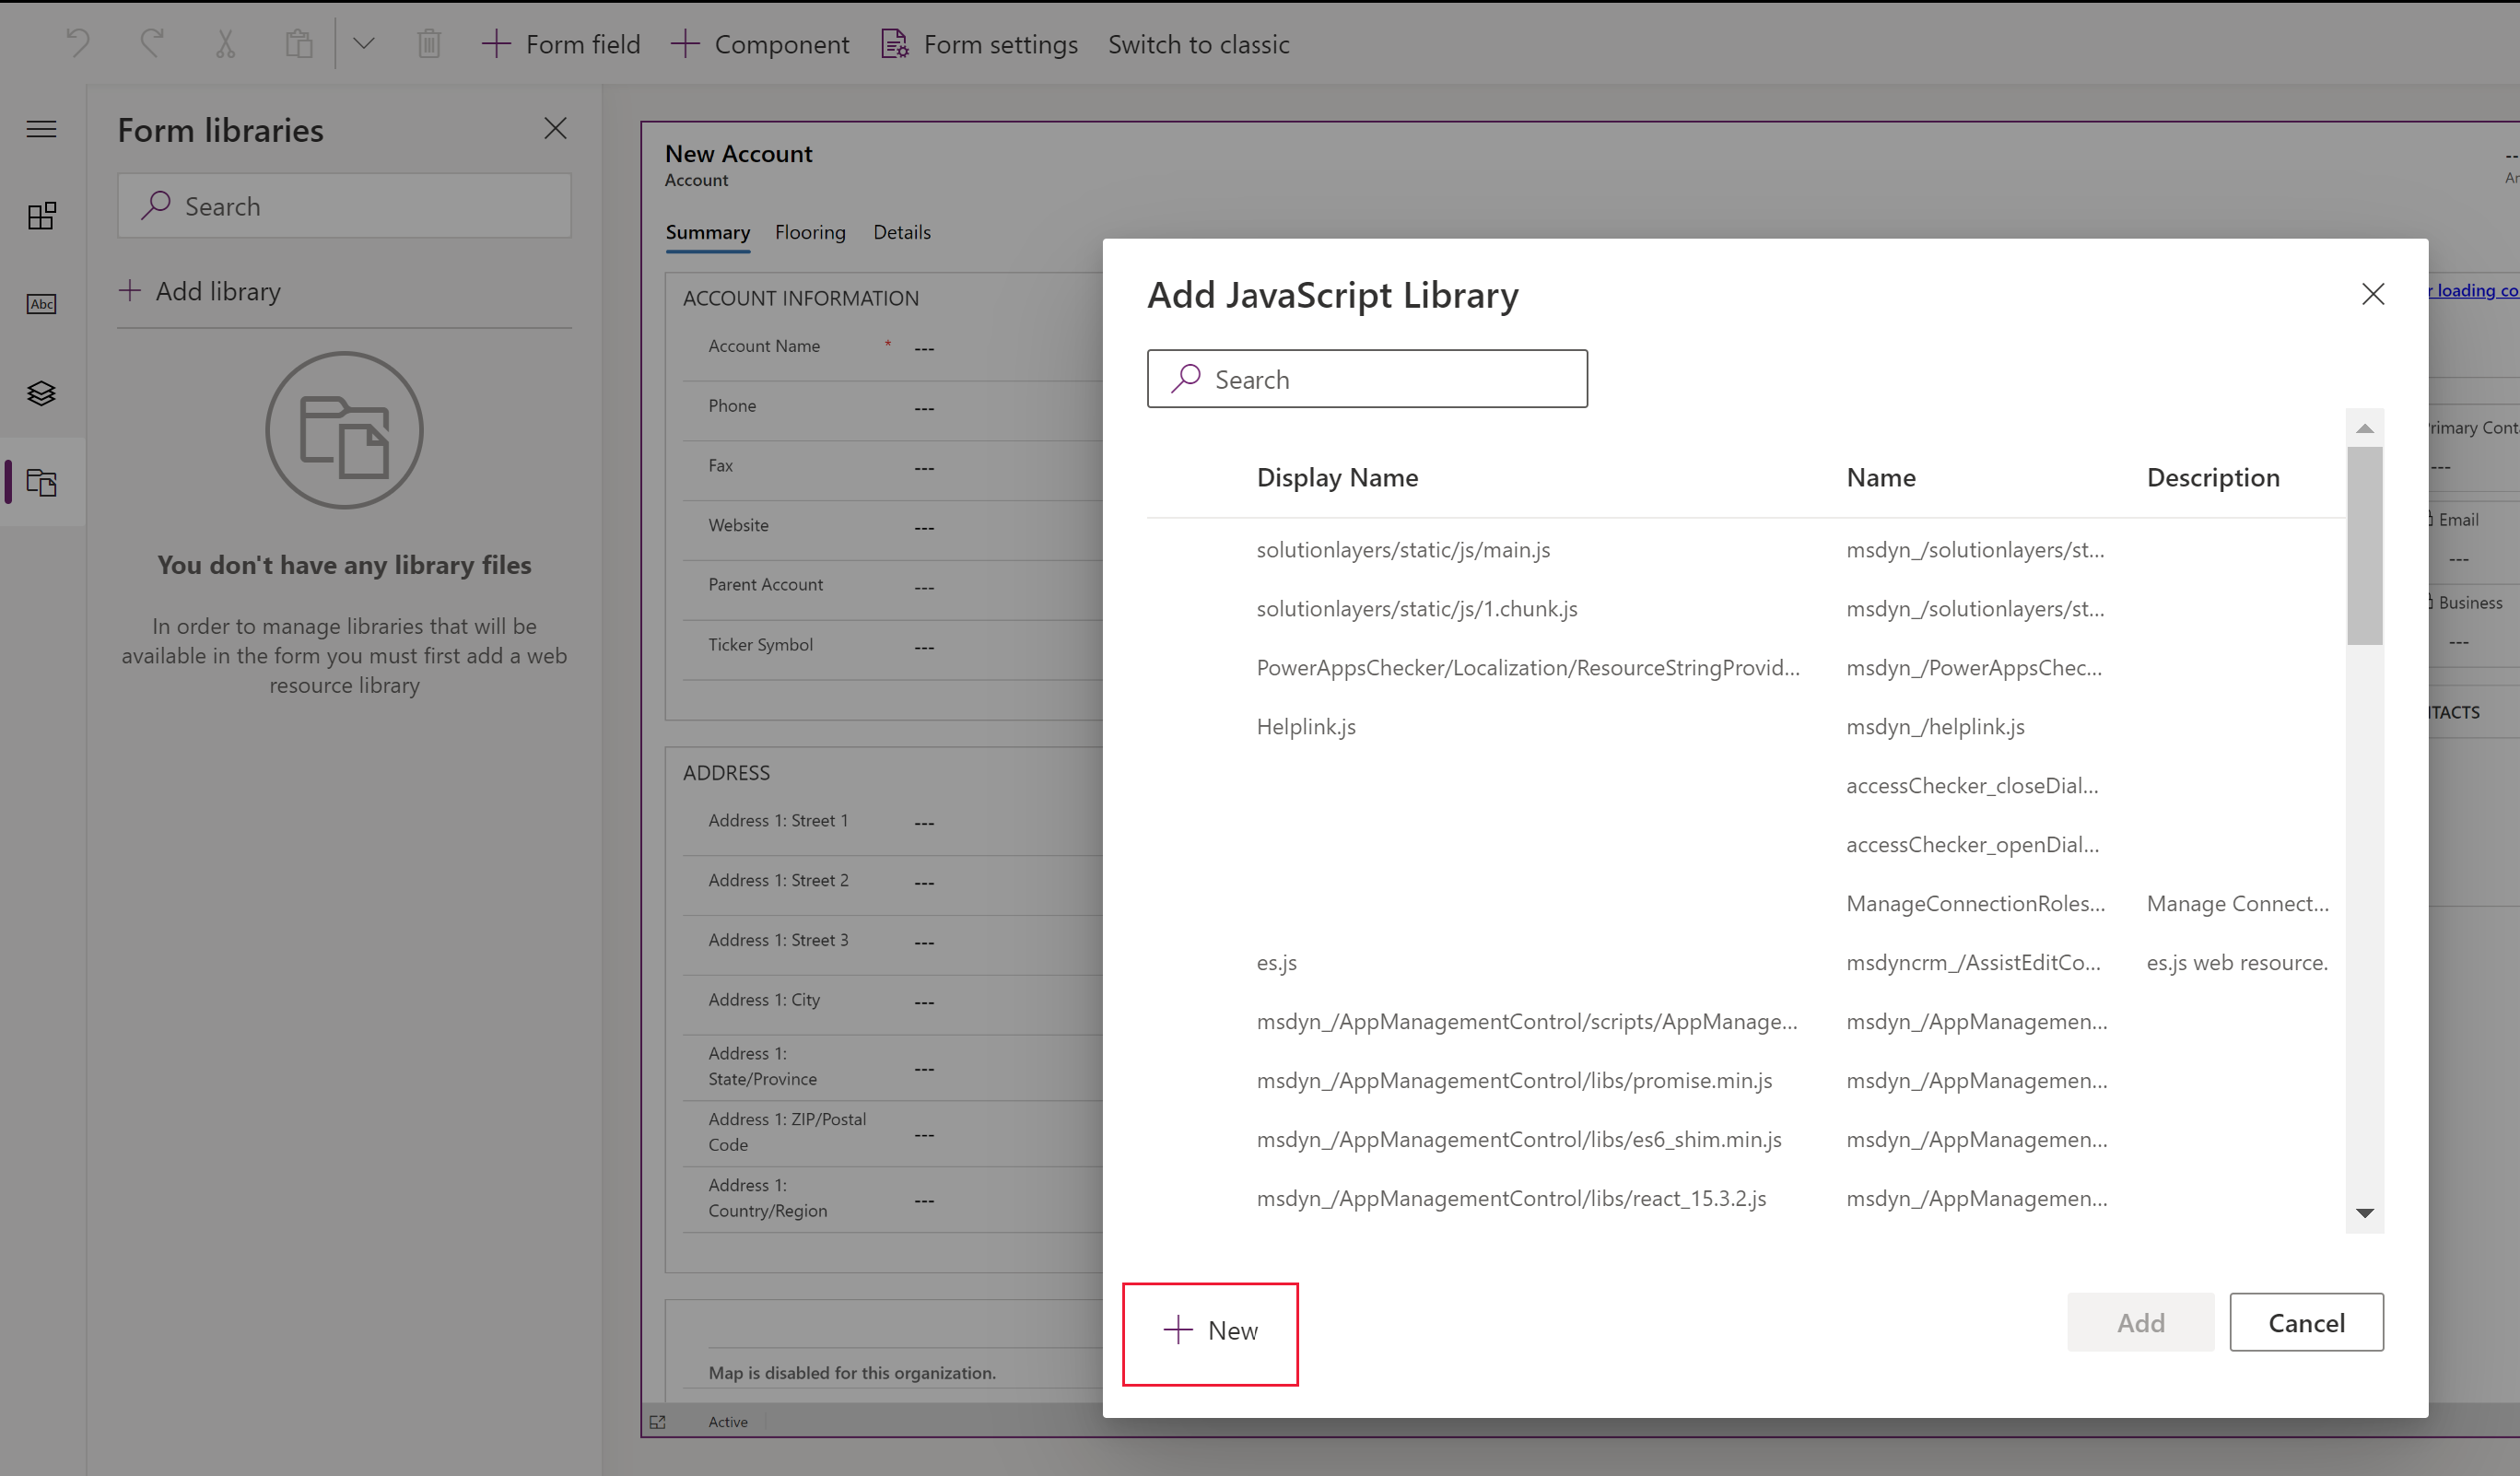 Form field
Component
Form settings
Switch to classic
Form libraries
Search
Add library
Abc
You don't have any library files
In order to manage libraries that will be
available in the form you must first add a web
resource library
New Account
Account
Summary
Flooring
Details
ACCOUNT INFORMATION
Account Name * ---
Phone ---
Fax ---
Website ---
Parent Account ---
Ticker Symbol ---
ADDRESS
Address 1: Street 1 ---
Address 1: Street 2 ---
Address 1: Street 3 ---
Address 1: City ---
Address 1:
State/Province ---
Address 1: ZIP/Postal
Code ---
Address 1:
Country/Region ---
Map is disabled for this organization.
Active
Add JavaScript Library
Search
Display Name Name Description
solutionlayers/static/js/main.js msdyn_/solutionlayers/st...
solutionlayers/static/js/1.chunk.js msdyn_/solutionlayers/st...
PowerAppsChecker/Localization/ResourceStringProvid... msdyn_/PowerAppsChec...
Helplink.js msdyn_/helplink.js
accessChecker_closeDial...
accessChecker_openDial...
ManageConnectionRoles... Manage Connect...
es.js msdyncrm_/AssistEditCo... es.js web resource.
msdyn_/AppManagementControl/scripts/AppManage... msdyn_/AppManagemen...
msdyn_/AppManagementControl/libs/promise.min.js msdyn_/AppManagemen...
msdyn_/AppManagementControl/libs/es6_shim.min.js msdyn_/AppManagemen...
msdyn_/AppManagementControl/libs/react_15.3.2.js msdyn_/AppManagemen...
New
Add
Cancel
--
r loading co
rimary Cont
---
Email
---
Business
---
TACTS